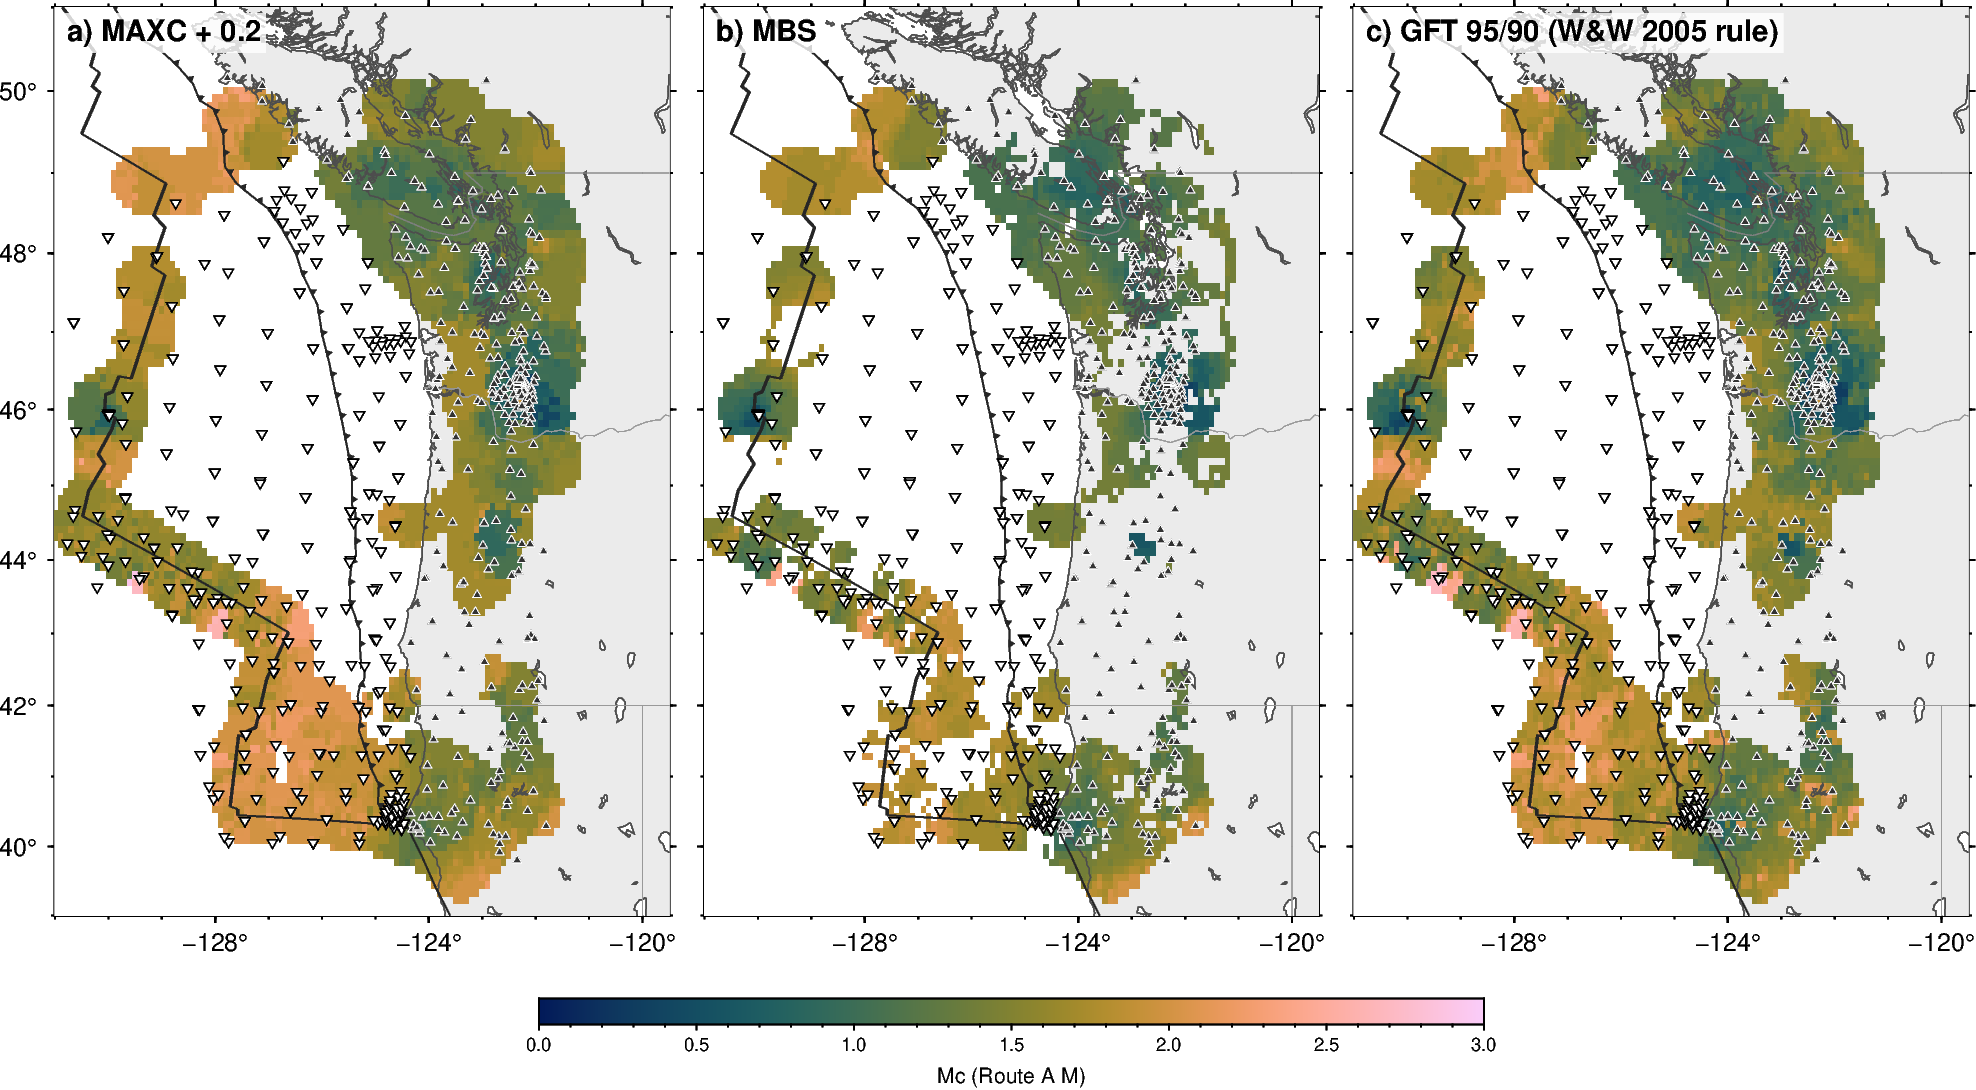 a) MAXC + 0.2
b) MBS
c) GFT 95/90 (W&W 2005 rule)
50°
48°
46°
44°
42°
40°
−128° −124° −120° −128° −124° −120° −128° −124° −120°
0.0 0.5 1.0 1.5 2.0 2.5 3.0
Mc (Route A M)